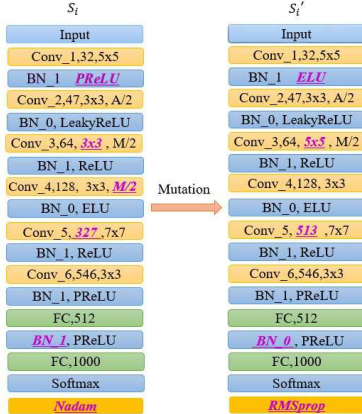 S_i
Input
Conv_1,32,5x5
BN_1 PReLU
Conv_2,47,3x3, A/2
BN_0, LeakyReLU
Conv_3,64, 3x3 , M/2
BN_1, ReLU
Conv_4,128, 3x3, M/2
BN_0, ELU
Conv_5, 327 ,7x7
BN_1, ReLU
Conv_6,546,3x3
BN_1, PReLU
FC,512
BN_1, PReLU
FC,1000
Softmax
Nadam
Mutation
S_i'
Input
Conv_1,32,5x5
BN_1 ELU
Conv_2,47,3x3, A/2
BN_0, LeakyReLU
Conv_3,64, 5x5 , M/2
BN_1, ReLU
Conv_4,128, 3x3
BN_0, ELU
Conv_5, 513 ,7x7
BN_1, ReLU
Conv_6,546,3x3
BN_1, PReLU
FC,512
BN_0 , PReLU
FC,1000
Softmax
RMSprop